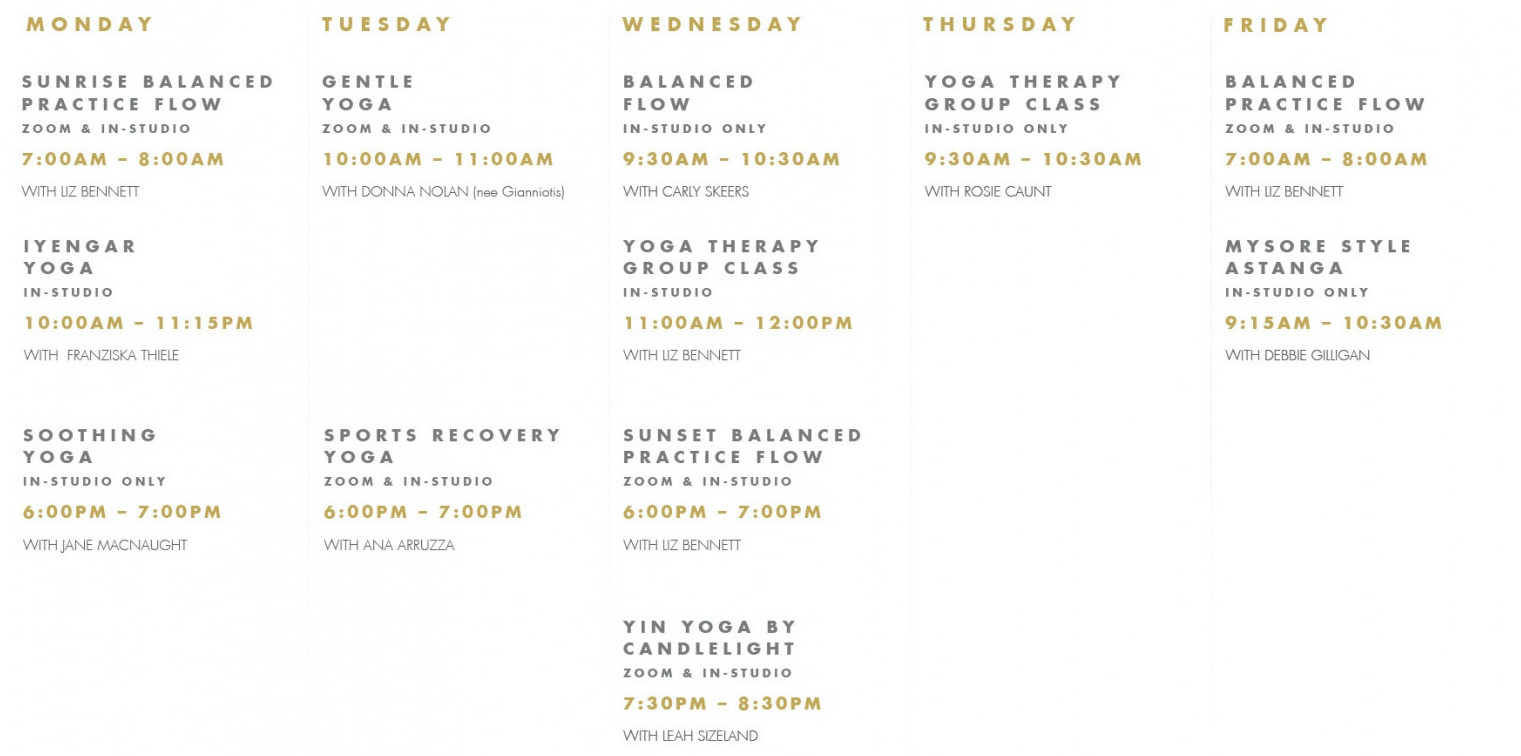 MONDAY
SUNRISE BALANCED
PRACTICE FLOW
ZOOM & IN-STUDIO
7:00AM – 8:00AM
WITH LIZ BENNETT
IYENGAR
YOGA
IN-STUDIO
10:00AM – 11:15PM
WITH FRANZISKA THIELE
SOOTHING
YOGA
IN-STUDIO ONLY
6:00PM – 7:00PM
WITH JANE MACNAUGHT
TUESDAY
GENTLE
YOGA
ZOOM & IN-STUDIO
10:00AM – 11:00AM
WITH DONNA NOLAN (nee Gianniotis)
SPORTS RECOVERY
YOGA
ZOOM & IN-STUDIO
6:00PM – 7:00PM
WITH ANA ARRUZZA
WEDNESDAY
BALANCED
FLOW
IN-STUDIO ONLY
9:30AM – 10:30AM
WITH CARLY SKEERS
YOGA THERAPY
GROUP CLASS
IN-STUDIO
11:00AM – 12:00PM
WITH LIZ BENNETT
SUNSET BALANCED
PRACTICE FLOW
ZOOM & IN-STUDIO
6:00PM – 7:00PM
WITH LIZ BENNETT
YIN YOGA BY
CANDLELIGHT
ZOOM & IN-STUDIO
7:30PM – 8:30PM
WITH LEAH SIZELAND
THURSDAY
YOGA THERAPY
GROUP CLASS
IN-STUDIO ONLY
9:30AM – 10:30AM
WITH ROSIE CAUNT
FRIDAY
BALANCED
PRACTICE FLOW
ZOOM & IN-STUDIO
7:00AM – 8:00AM
WITH LIZ BENNETT
MYSORE STYLE
ASTANGA
IN-STUDIO ONLY
9:15AM – 10:30AM
WITH DEBBIE GILLIGAN